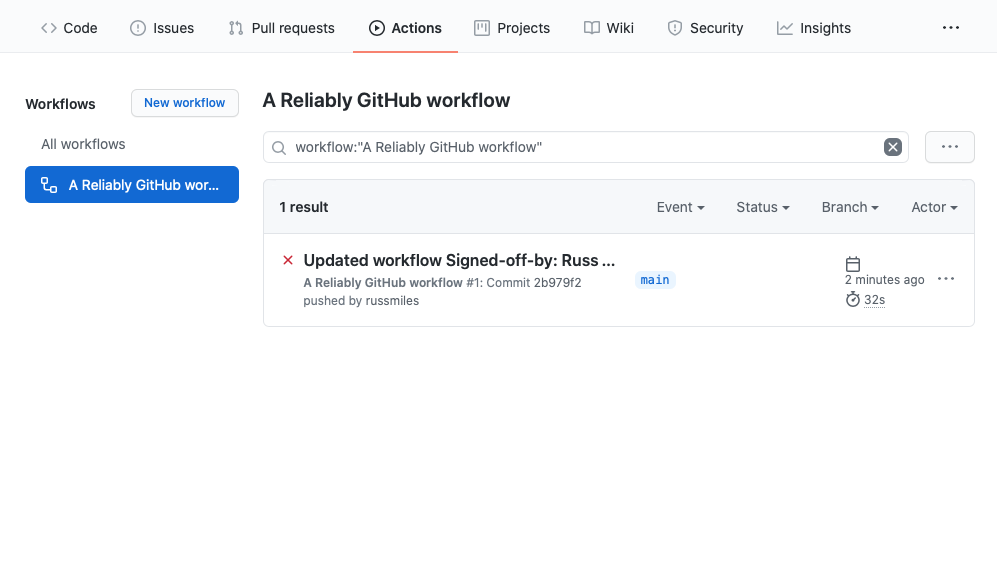 Code Issues Pull requests Actions Projects Wiki Security Insights ...
Workflows
New workflow
All workflows
A Reliably GitHub wor...
A Reliably GitHub workflow
workflow:"A Reliably GitHub workflow"
...
1 result
Event Status Branch Actor
Updated workflow Signed-off-by: Russ ...
A Reliably GitHub workflow #1: Commit 2b979f2
pushed by russmiles
main
2 minutes ago
...
32s